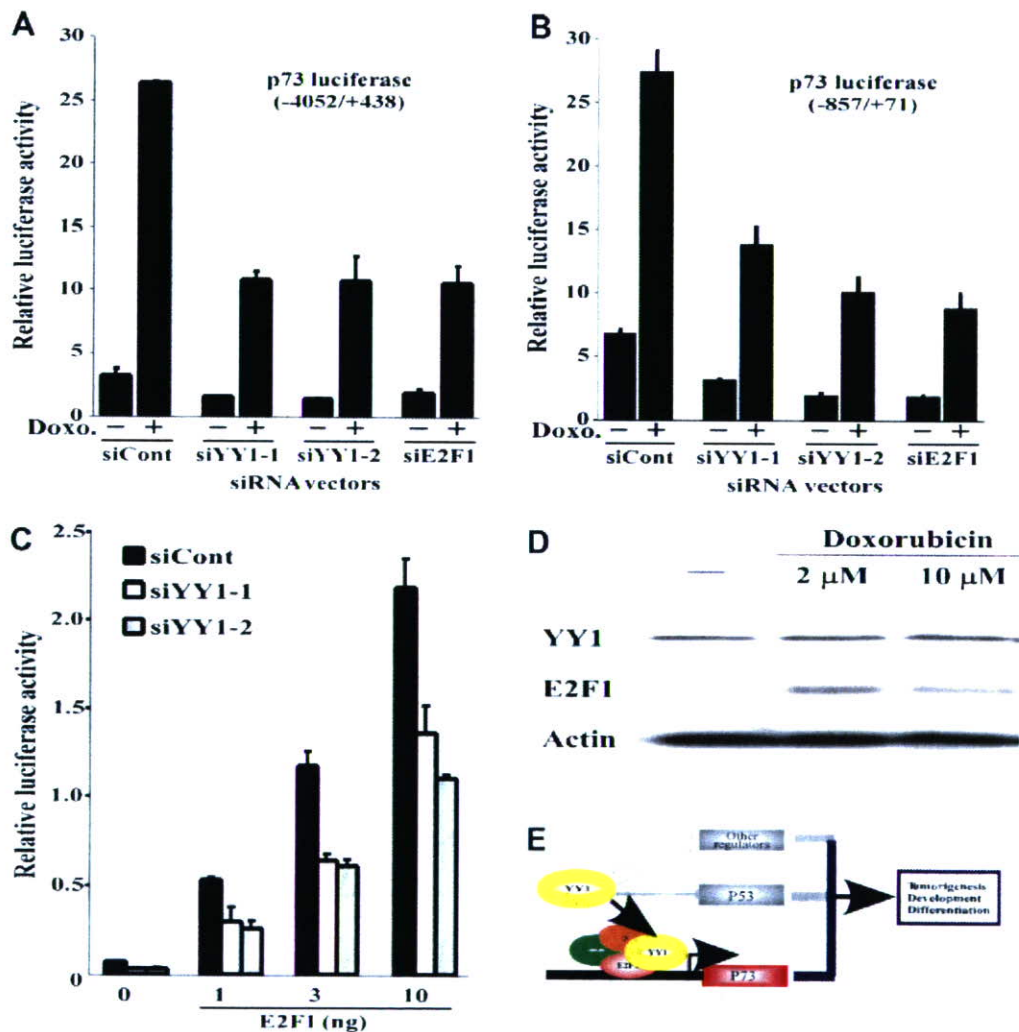 A
30
25
20
15
10
5
0
Relative luciferase activity
p73 luciferase
(-4052/+438)
Doxo. − + − + − + − +
siCont siYY1-1 siYY1-2 siE2F1
siRNA vectors
B
30
25
20
15
10
5
0
Relative luciferase activity
p73 luciferase
(-857/+71)
Doxo. − + − + − + − +
siCont siYY1-1 siYY1-2 siE2F1
siRNA vectors
C
2.5
2.0
1.5
1.0
0.5
0
Relative luciferase activity
siCont
siYY1-1
siYY1-2
0 1 3 10
E2F1 (ng)
D
Doxorubicin
− 2 μM 10 μM
YY1
E2F1
Actin
E
Other
regulators
YY1
P53
YY1
P73
Tumorigenesis
Development
Differentiation